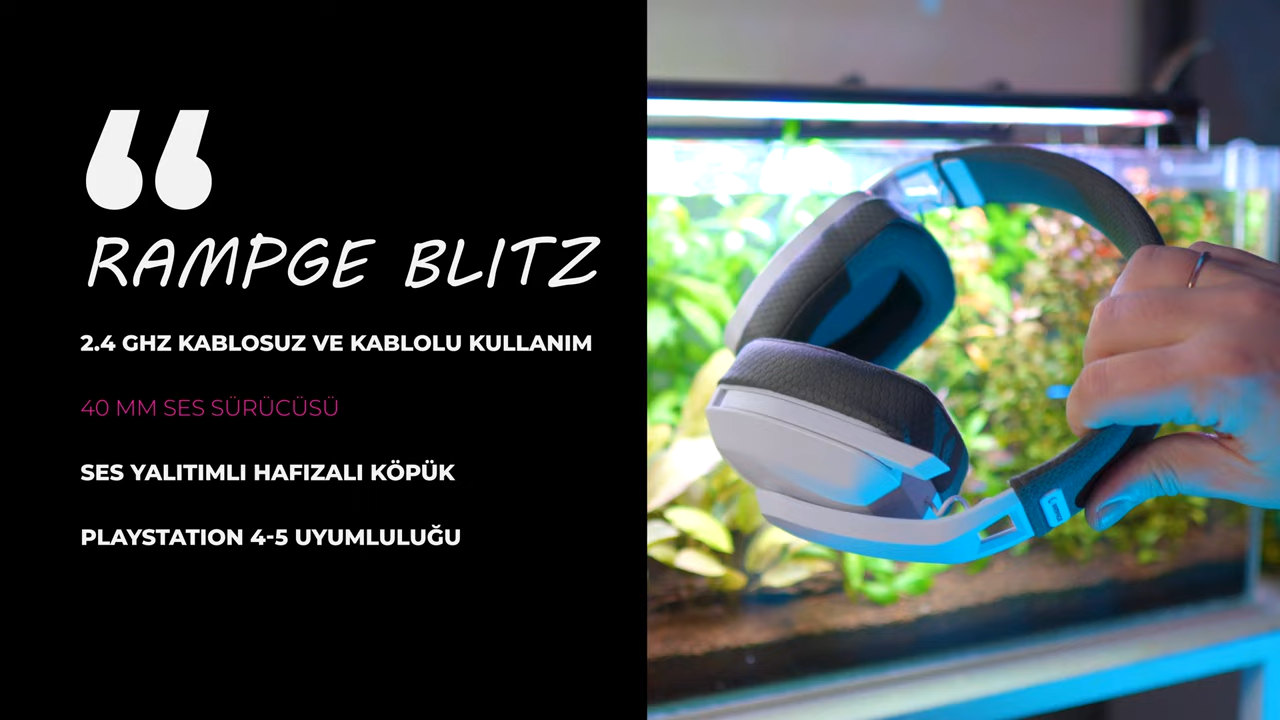 “
RAMPGE BLITZ
2.4 GHZ KABLOSUZ VE KABLOLU KULLANIM
40 MM SES SÜRÜCÜSÜ
SES YALITIMLI HAFIZALI KÖPÜK
PLAYSTATION 4-5 UYUMLULUĞU